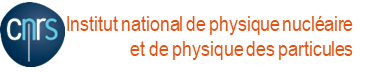 cnrs
Institut national de physique nucléaire
et de physique des particules